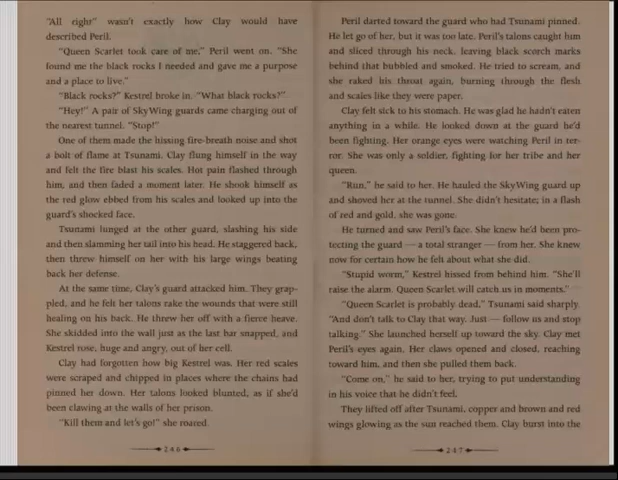 "All right" wasn't exactly how Clay would have
described Peril.
"Queen Scarlet took care of me," Peril went on. "She
found me the black rocks I needed and gave me a purpose
and a place to live."
"Black rocks?" Kestrel broke in. "What black rocks?"
"Hey!" A pair of SkyWing guards came charging out of
the nearest tunnel. "Stop!"
One of them made the hissing fire-breath noise and shot
a bolt of flame at Tsunami. Clay flung himself in the way
and felt the fire blast his scales. Hot pain flashed through
him, and then faded a moment later. He shook himself as
the red glow ebbed from his scales and looked up into the
guard's shocked face.
Tsunami lunged at the other guard, slashing his side
and then slamming her tail into his head. He staggered back,
then threw himself on her with his large wings beating
back her defense.
At the same time, Clay's guard attacked him. They grap-
pled, and he felt her talons rake the wounds that were still
healing on his back. He threw her off with a fierce heave.
She skidded into the wall just as the last bar snapped, and
Kestrel rose, huge and angry, out of her cell.
Clay had forgotten how big Kestrel was. Her red scales
were scraped and chipped in places where the chains had
pinned her down. Her talons looked blunted, as if she'd
been clawing at the walls of her prison.
"Kill them and let's go!" she roared.
246
Peril darted toward the guard who had Tsunami pinned.
He let go of her, but it was too late. Peril's talons caught him
and sliced through his neck, leaving black scorch marks
behind that bubbled and smoked. He tried to scream, and
she raked his throat again, burning through the flesh
and scales like they were paper.
Clay felt sick to his stomach. He was glad he hadn't eaten
anything in a while. He looked down at the guard he'd
been fighting. Her orange eyes were watching Peril in ter-
ror. She was only a soldier, fighting for her tribe and her
queen.
"Run," he said to her. He hauled the SkyWing guard up
and shoved her at the tunnel. She didn't hesitate; in a flash
of red and gold, she was gone.
He turned and saw Peril's face. She knew he'd been pro-
tecting the guard — a total stranger — from her. She knew
now for certain how he felt about what she did.
"Stupid worm," Kestrel hissed from behind him. "She'll
raise the alarm. Queen Scarlet will catch us in moments."
"Queen Scarlet is probably dead," Tsunami said sharply.
"And don't talk to Clay that way. Just — follow us and stop
talking." She launched herself up toward the sky. Clay met
Peril's eyes again. Her claws opened and closed, reaching
toward him, and then she pulled them back.
"Come on," he said to her, trying to put understanding
in his voice that he didn't feel.
They lifted off after Tsunami, copper and brown and red
wings glowing as the sun reached them. Clay burst into the
247